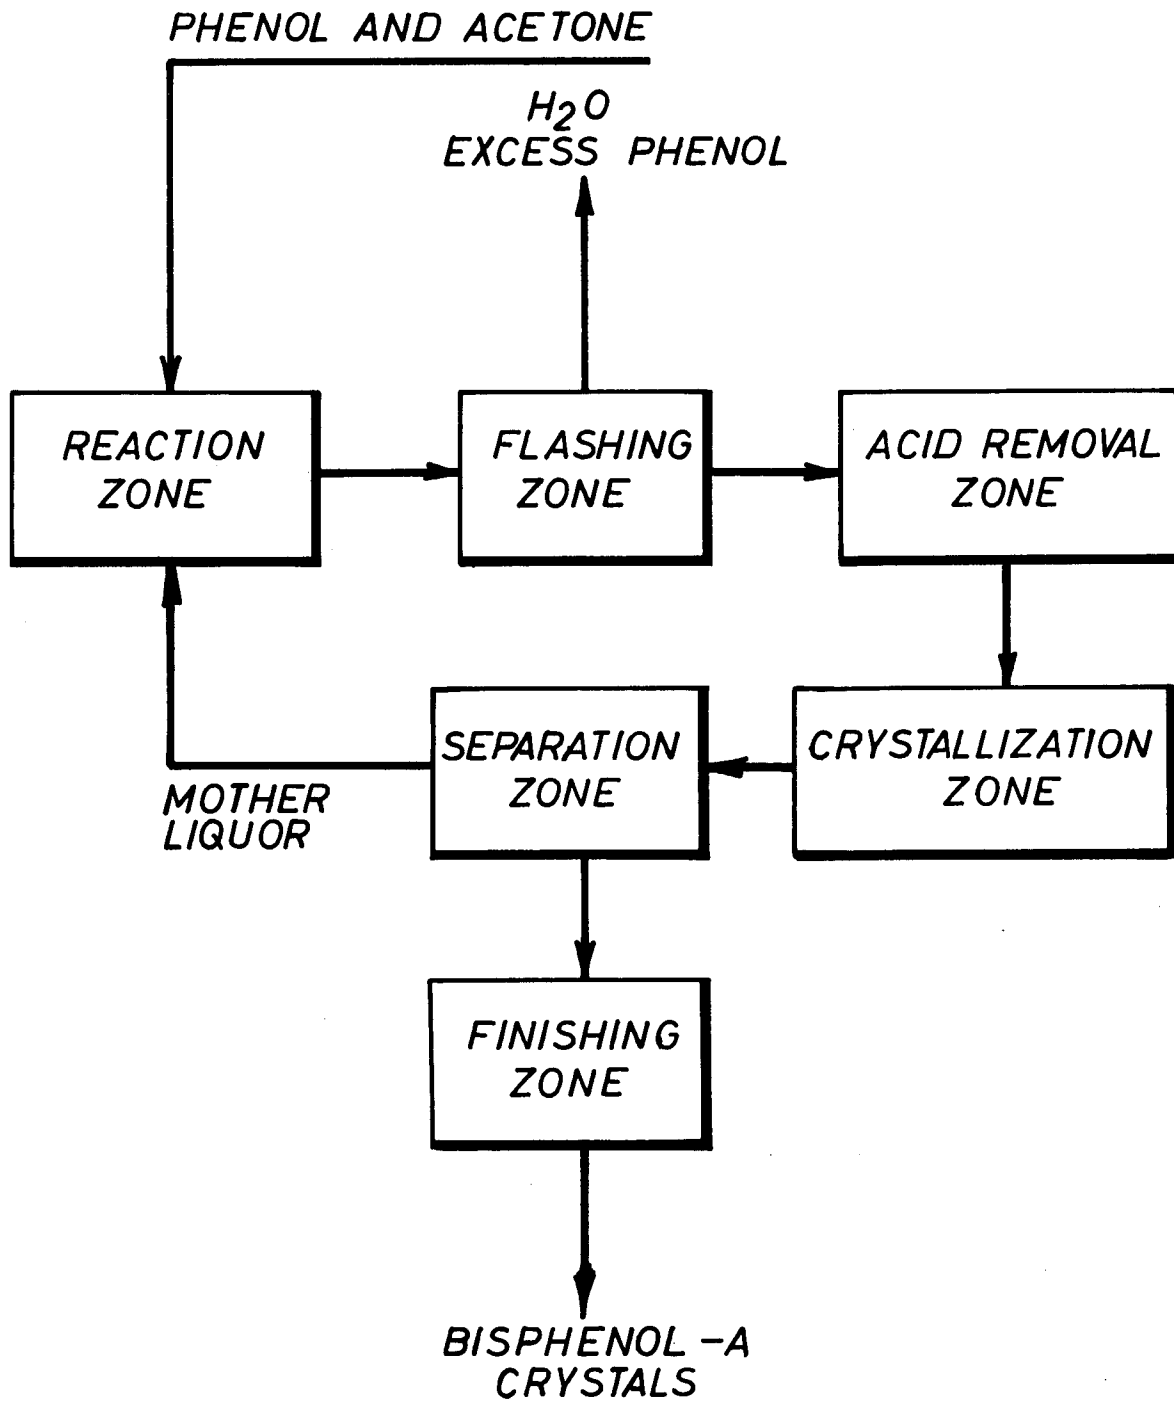 PHENOL AND ACETONE
H₂O
EXCESS PHENOL
REACTION
ZONE
FLASHING
ZONE
ACID REMOVAL
ZONE
SEPARATION
ZONE
CRYSTALLIZATION
ZONE
MOTHER
LIQUOR
FINISHING
ZONE
BISPHENOL-A
CRYSTALS